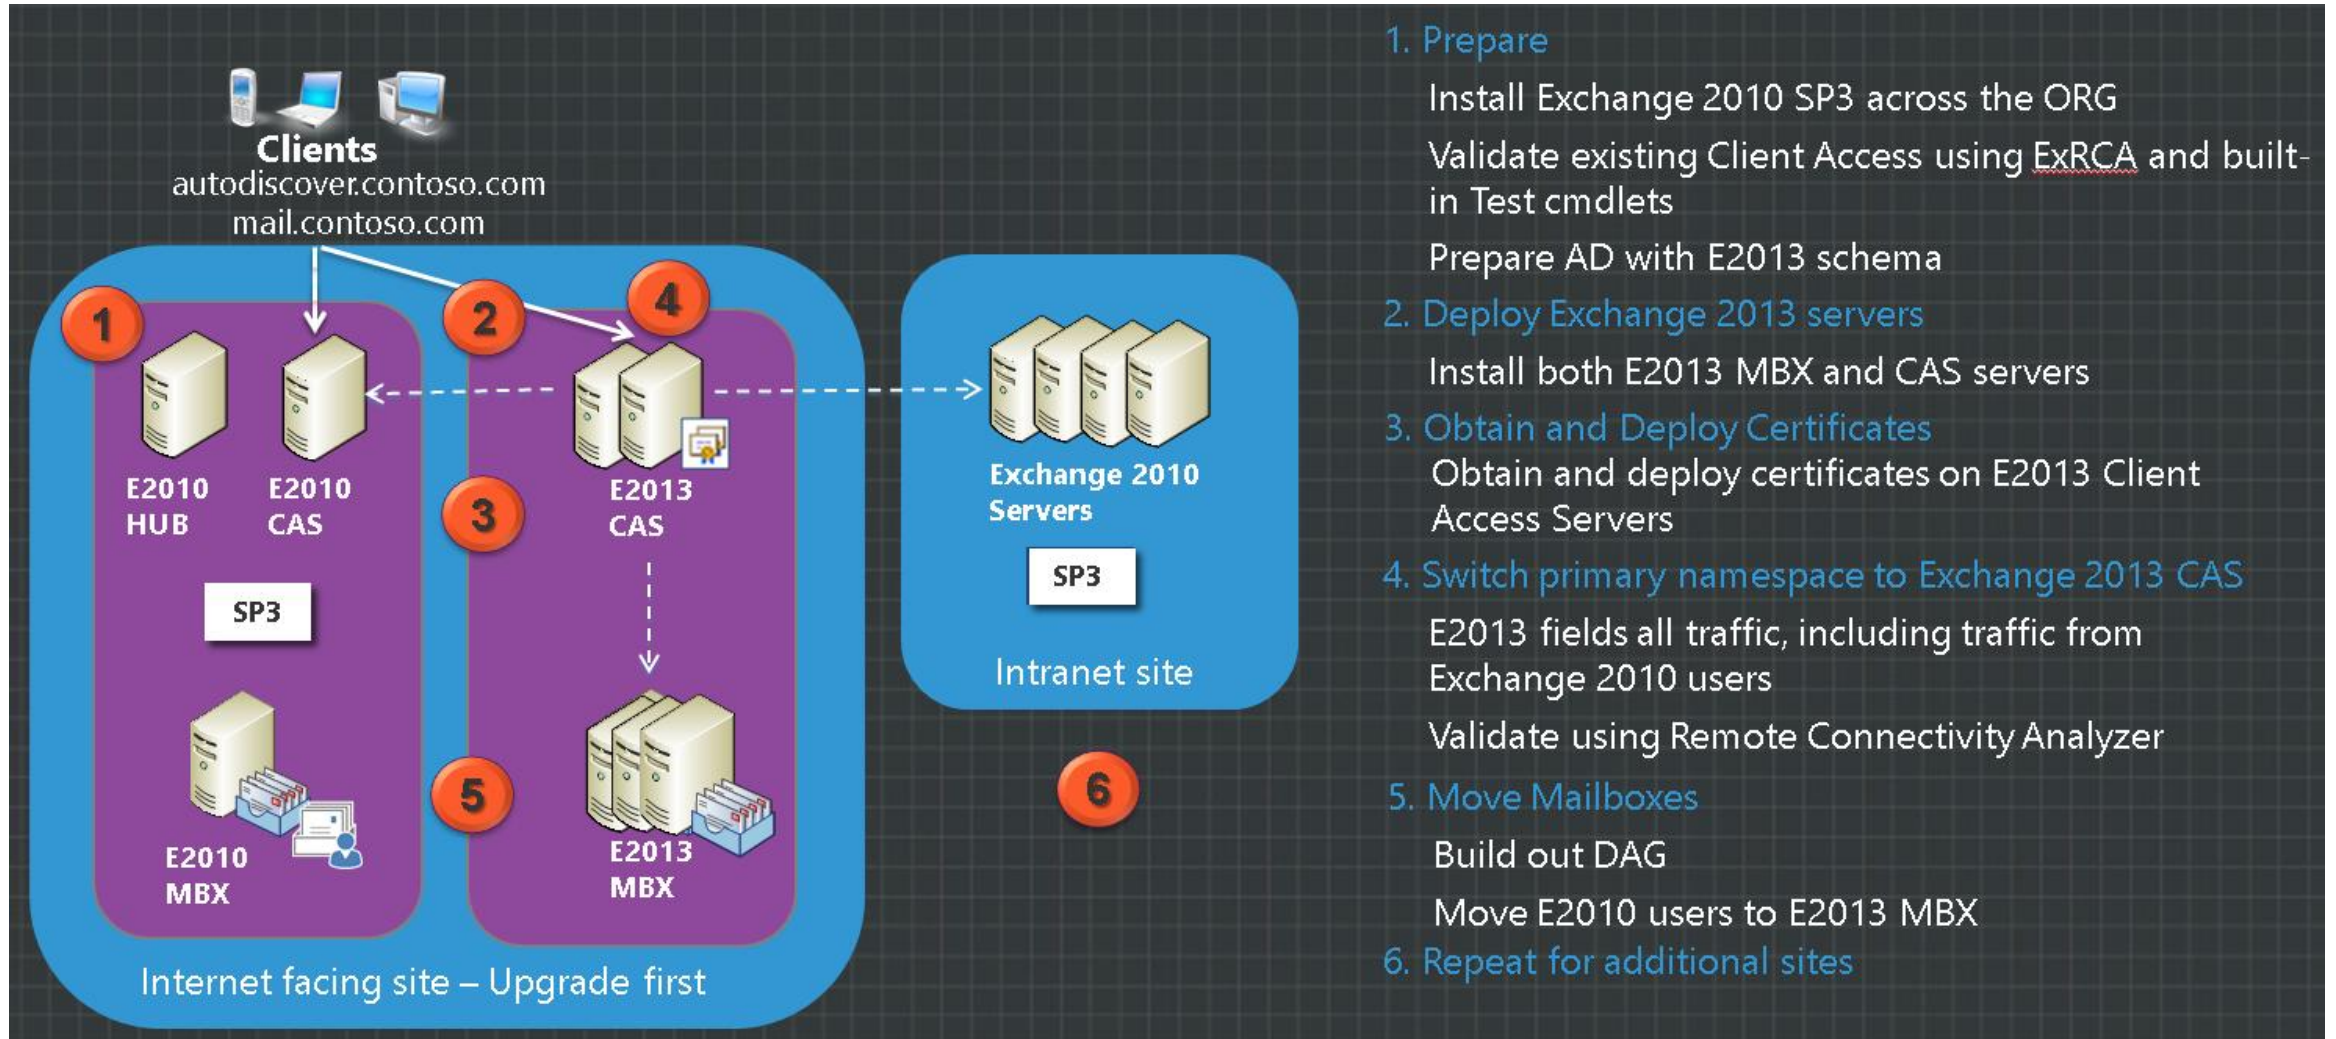 Clients
autodiscover.contoso.com
mail.contoso.com
1
2
4
E2010
HUB
E2010
CAS
3
E2013
CAS
SP3
5
E2010
MBX
E2013
MBX
Internet facing site – Upgrade first
Exchange 2010
Servers
SP3
Intranet site
6
1. Prepare
Install Exchange 2010 SP3 across the ORG
Validate existing Client Access using ExRCA and built-
in Test cmdlets
Prepare AD with E2013 schema
2. Deploy Exchange 2013 servers
Install both E2013 MBX and CAS servers
3. Obtain and Deploy Certificates
Obtain and deploy certificates on E2013 Client
Access Servers
4. Switch primary namespace to Exchange 2013 CAS
E2013 fields all traffic, including traffic from
Exchange 2010 users
Validate using Remote Connectivity Analyzer
5. Move Mailboxes
Build out DAG
Move E2010 users to E2013 MBX
6. Repeat for additional sites